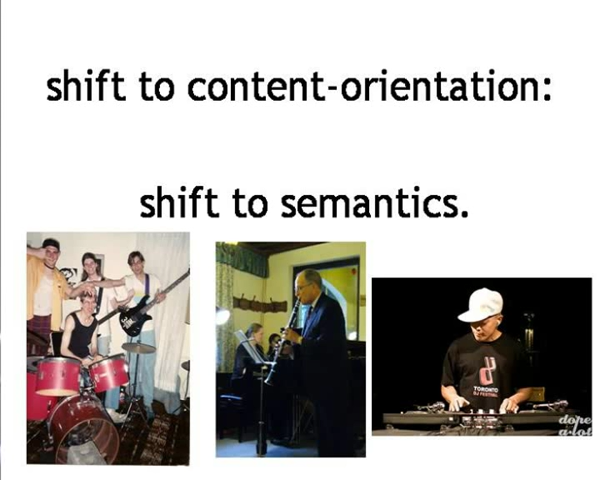 shift to content-orientation:
shift to semantics.
TORONTO
DJ FESTIVAL
dope
a-lot